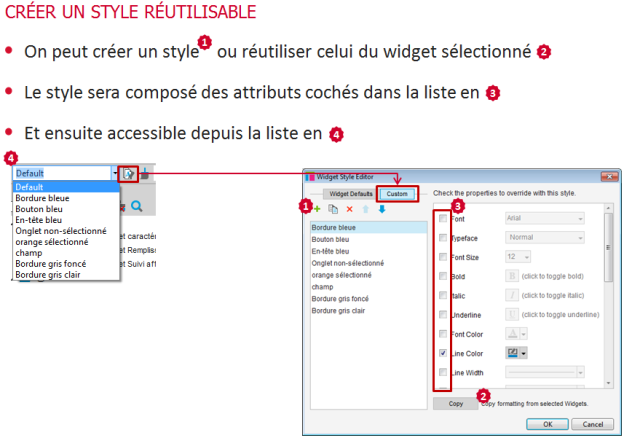 CRÉER UN STYLE RÉUTILISABLE
• On peut créer un style 1 ou réutiliser celui du widget sélectionné 2
• Le style sera composé des attributs cochés dans la liste en 3
• Et ensuite accessible depuis la liste en 4
4
Default
Default
Bordure bleue
Bouton bleu
En-tête bleu
Onglet non-sélectionné
orange sélectionné
champ
Bordure gris foncé
Bordure gris clair
et caractè
et Remplis
et Suivi aff
Widget Style Editor
Widget Defaults
Custom
Check the properties to override with this style.
1
3
Bordure bleue
Bouton bleu
En-tête bleu
Onglet non-sélectionné
orange sélectionné
champ
Bordure gris foncé
Bordure gris clair
Font Arial
Typeface Normal
Font Size 12
Bold B (click to toggle bold)
Italic I (click to toggle italic)
Underline U (click to toggle underline)
Font Color
Line Color
Line Width
2
Copy Copy formatting from selected Widgets.
OK Cancel